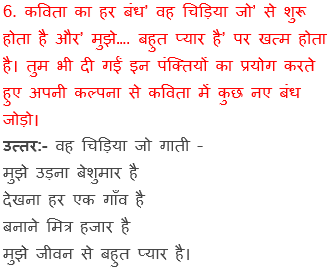 6. कविता का हर बंध' वह चिड़िया जो' से शुरू
होता है और' मुझे.... बहुत प्यार है' पर खत्म होता
है। तुम भी दी गईं इन पंक्तियों का प्रयोग करते
हुए अपनी कल्पना से कविता में कुछ नए बंध
जोड़ो।
उत्तर:- वह चिड़िया जो गाती -
मुझे उड़ना बेशुमार है
देखना हर एक गाँव है
बनाने मित्र हजार है
मुझे जीवन से बहुत प्यार है।